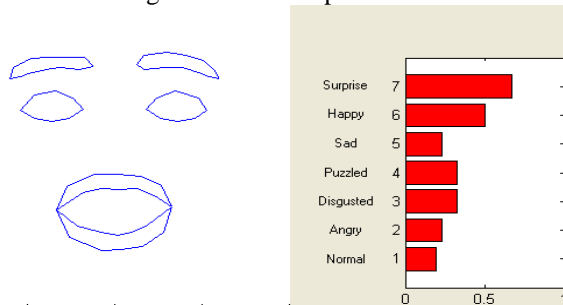 Surprise 7
Happy 6
Sad 5
Puzzled 4
Disgusted 3
Angry 2
Normal 1
0 0.5